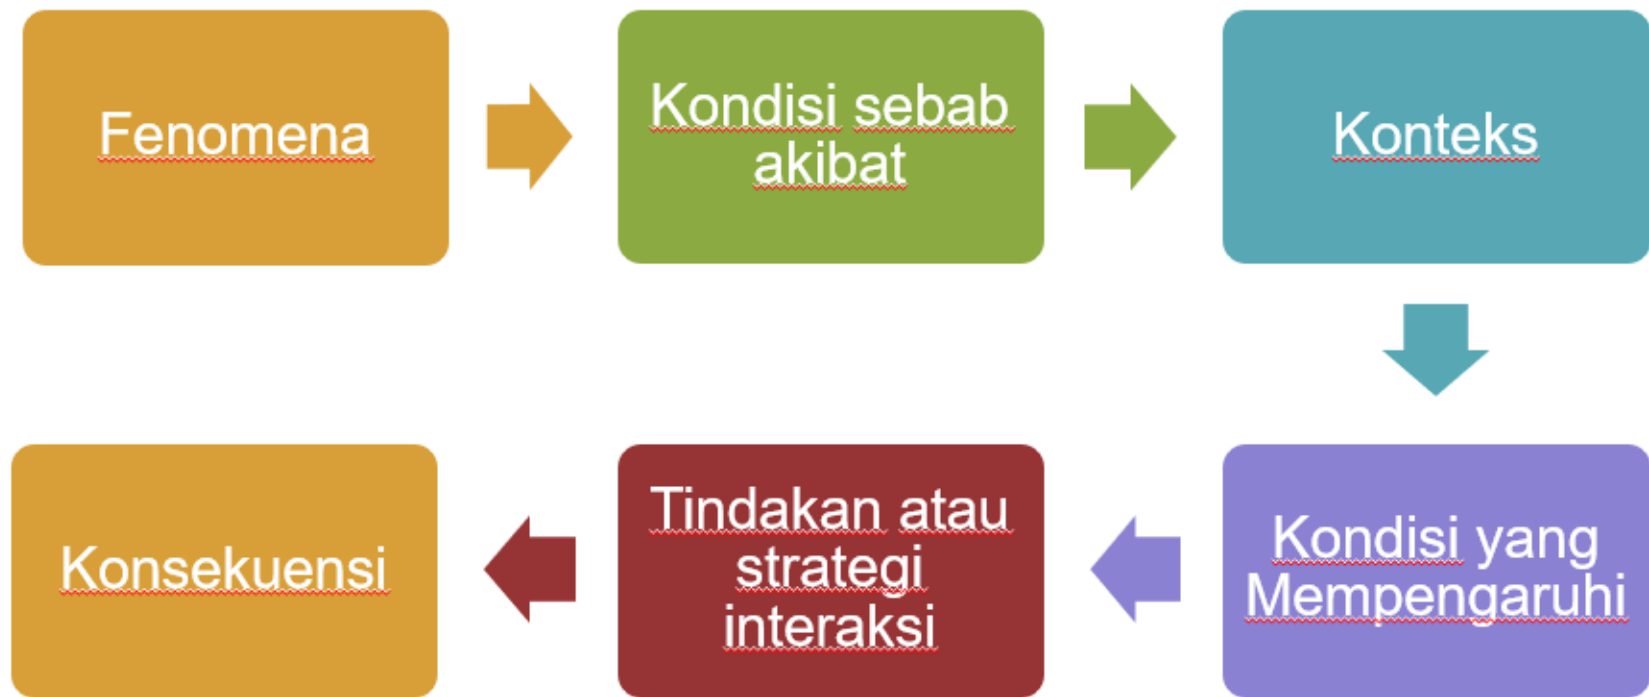 Fenomena
Kondisi sebab
akibat
Konteks
Kondisi yang
Mempengaruhi
Tindakan atau
strategi
interaksi
Konsekuensi